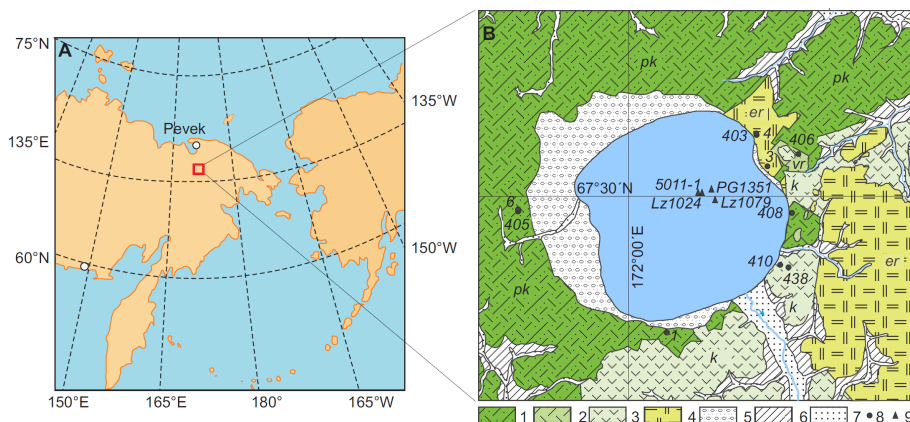 A
75°N
135°E
60°N
135°W
150°W
Pevek
150°E 165°E 180° 165°W
B
pk
pk
er
403
4
406
3
vr
k
67°30´N
5011-1
PG1351
Lz1024
Lz1079
408
6
405
172°00´E
410
438
er
pk
k
k
1
1 2 3 4 5 6 7 8 9